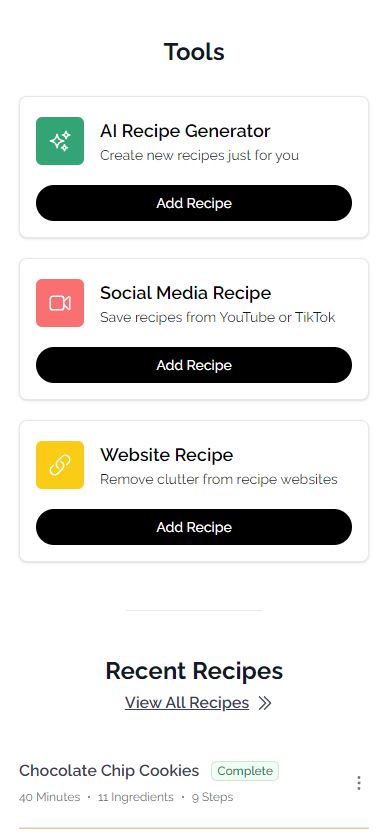 Tools
AI Recipe Generator
Create new recipes just for you
Add Recipe
Social Media Recipe
Save recipes from YouTube or TikTok
Add Recipe
Website Recipe
Remove clutter from recipe websites
Add Recipe
Recent Recipes
View All Recipes
Chocolate Chip Cookies Complete
40 Minutes • 11 Ingredients • 9 Steps